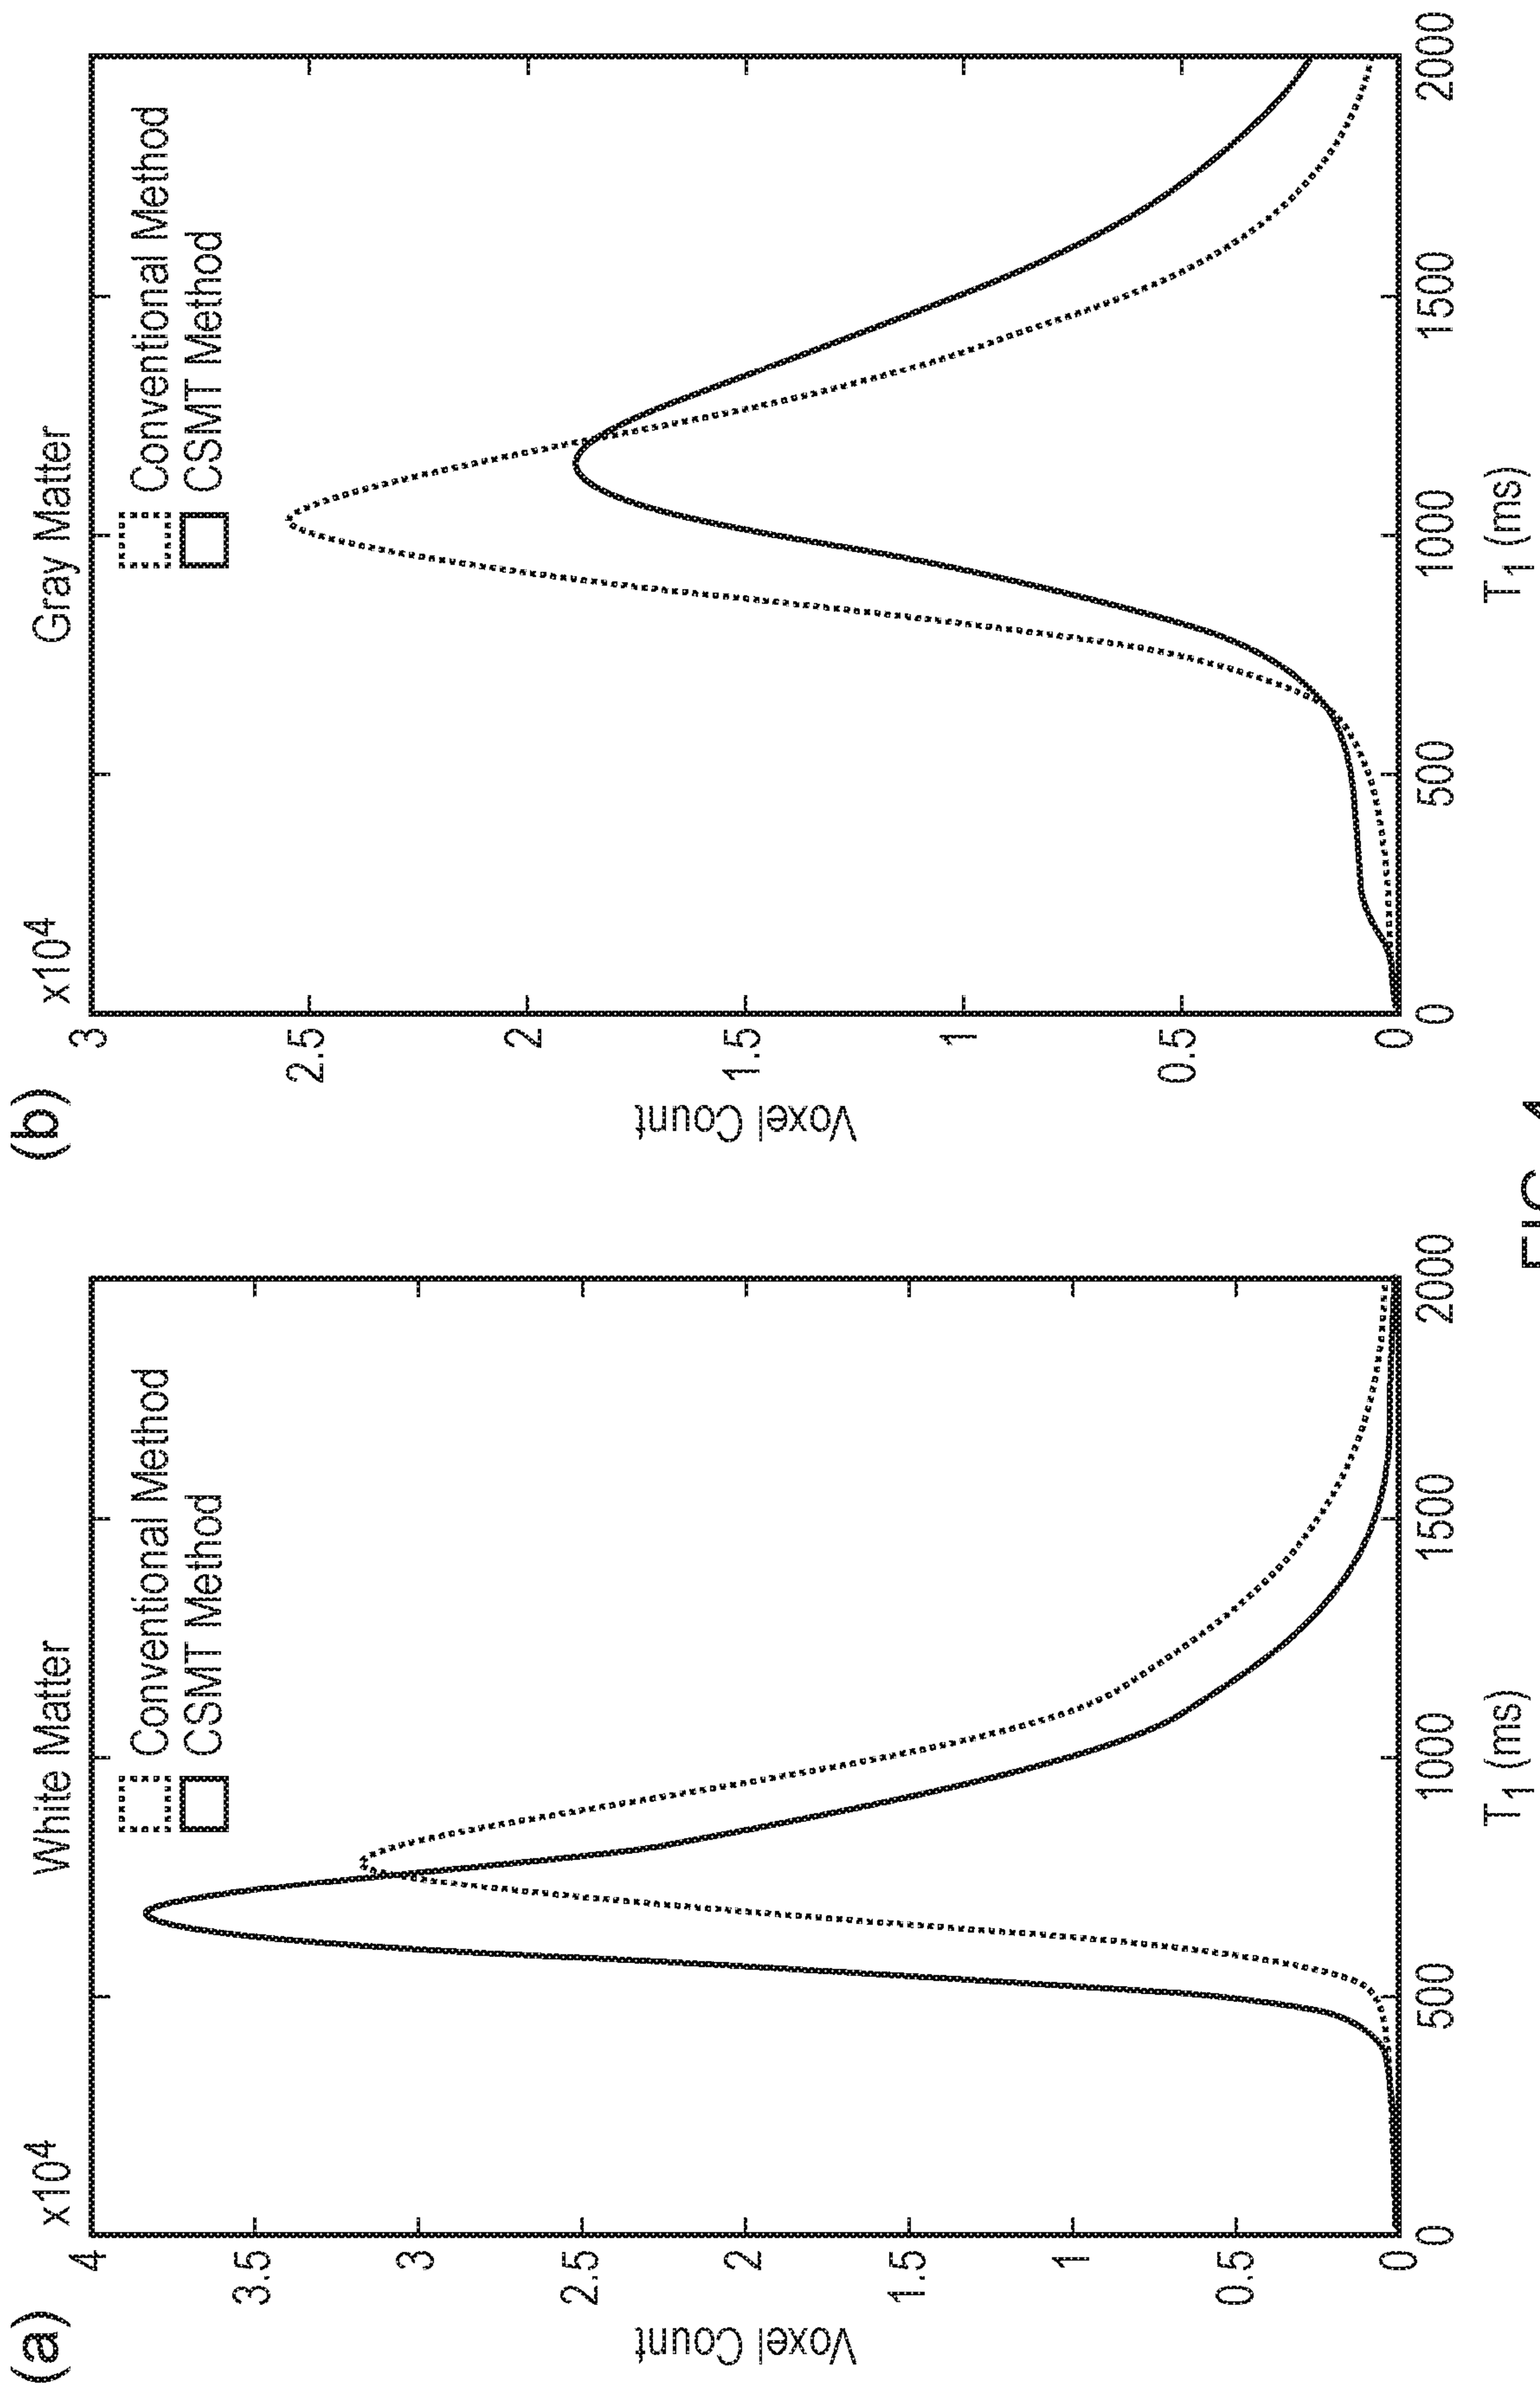 (a)
White Matter
x10⁴
Conventional Method
CSMT Method
4
3.5
3
2.5
2
1.5
1
0.5
0
Voxel Count
0
500
1000
1500
2000
T₁ (ms)
(b)
Gray Matter
x10⁴
Conventional Method
CSMT Method
3
2.5
2
1.5
1
0.5
0
Voxel Count
0
500
1000
1500
2000
T₁ (ms)